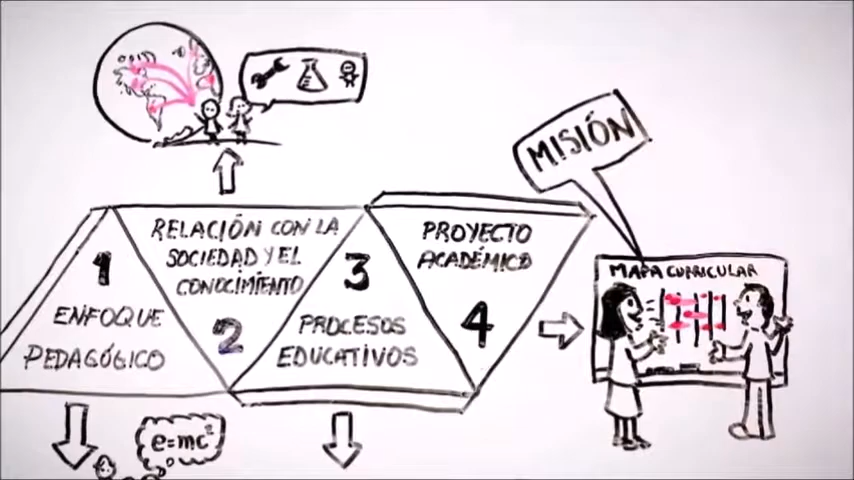 MISIÓN
1
ENFOQUE
PEDAGÓGICO
RELACIÓN CON LA
SOCIEDAD Y EL
CONOCIMIENTO
2
3
PROCESOS
EDUCATIVOS
PROYECTO
ACADÉMICO
4
MAPA CURRICULAR
e=mc²